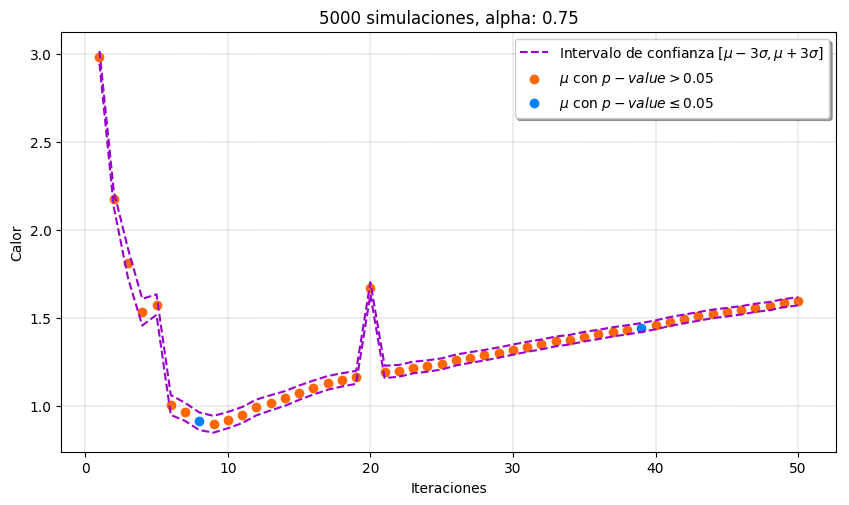 5000 simulaciones, alpha: 0.75
Intervalo de confianza [μ − 3σ, μ + 3σ]
μ con p − value > 0.05
μ con p − value ≤ 0.05
3.0
2.5
2.0
1.5
1.0
Calor
0 10 20 30 40 50
Iteraciones